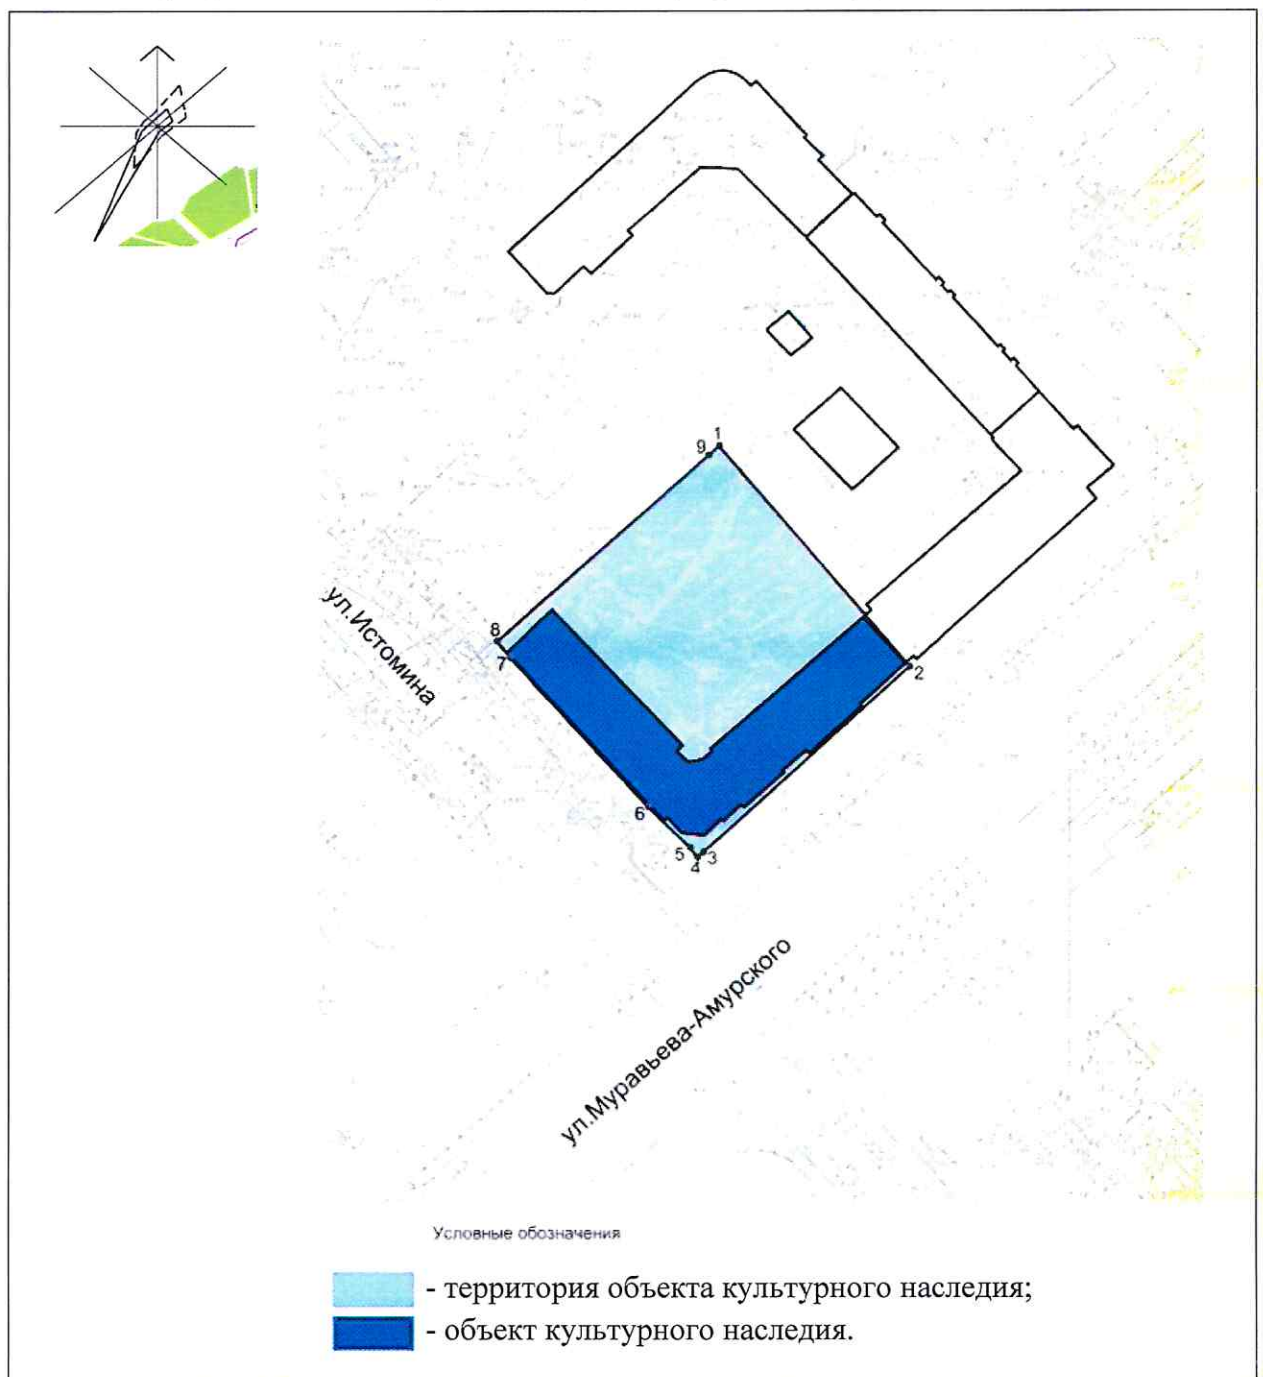 1
9
ул.Истомина
8
7
2
6
5
3
4
ул.Муравьева-Амурского
Условные обозначения
- территория объекта культурного наследия;
- объект культурного наследия.